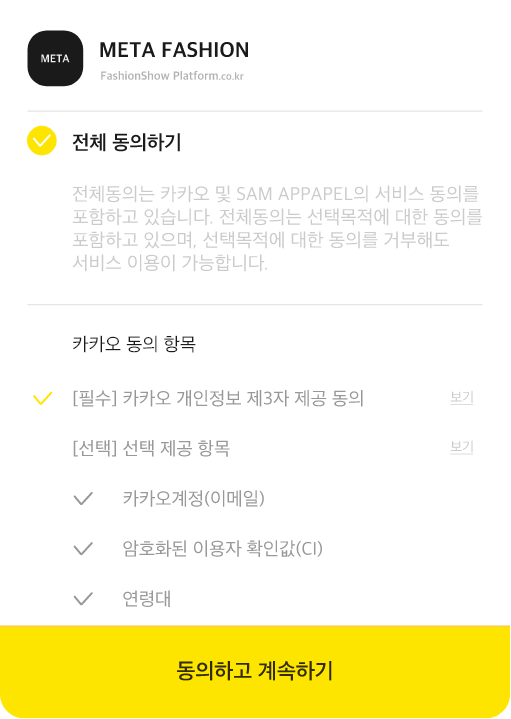 META
META FASHION
FashionShow Platform.co.kr
전체 동의하기
전체동의는 카카오 및 SAM APPAPEL의 서비스 동의를
포함하고 있습니다. 전체동의는 선택목적에 대한 동의를
포함하고 있으며, 선택목적에 대한 동의를 거부해도
서비스 이용이 가능합니다.
카카오 동의 항목
[필수] 카카오 개인정보 제3자 제공 동의 보기
[선택] 선택 제공 항목 보기
카카오계정(이메일)
암호화된 이용자 확인값(CI)
연령대
동의하고 계속하기